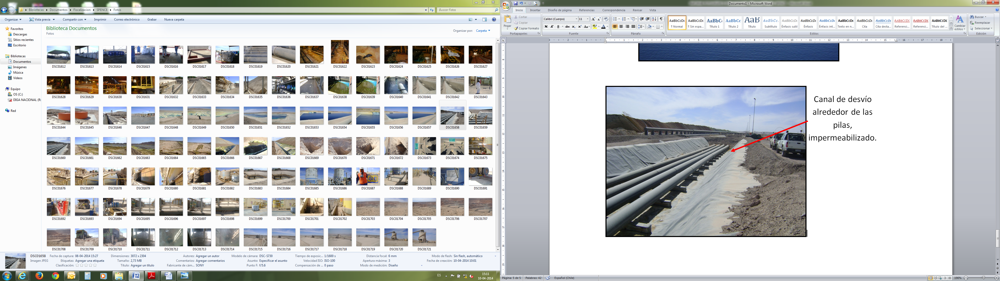 Bibliotecas ▸ Documentos ▸ Fiscalizacion ▸ SPENCE ▸ Fotos
Buscar Fotos
Organizar Vista previa Compartir con Imprimir Correo electrónico Grabar Nueva carpeta
Favoritos
Descargas
Sitios recientes
Escritorio
Bibliotecas
Documentos
Imágenes
Música
Vídeos
Equipo
OS (C:)
DIGA NACIONAL (R:
Red
Biblioteca Documentos
Fotos
Organizar por: Carpeta
DSC01612 DSC01613 DSC01614 DSC01615 DSC01616 DSC01617 DSC01618 DSC01619 DSC01620 DSC01621 DSC01622 DSC01623 DSC01624 DSC01625 DSC01626 DSC01627
DSC01628 DSC01629 DSC01630 DSC01631 DSC01632 DSC01633 DSC01634 DSC01635 DSC01636 DSC01637 DSC01638 DSC01639 DSC01640 DSC01641 DSC01642 DSC01643
DSC01644 DSC01645 DSC01646 DSC01647 DSC01648 DSC01649 DSC01650 DSC01651 DSC01652 DSC01653 DSC01654 DSC01655 DSC01656 DSC01657 DSC01658 DSC01659
DSC01660 DSC01661 DSC01662 DSC01663 DSC01664 DSC01665 DSC01666 DSC01667 DSC01668 DSC01669 DSC01670 DSC01671 DSC01672 DSC01673 DSC01674 DSC01675
DSC01676 DSC01677 DSC01678 DSC01679 DSC01680 DSC01681 DSC01682 DSC01683 DSC01684 DSC01685 DSC01686 DSC01687 DSC01688 DSC01689 DSC01690 DSC01691
DSC01692 DSC01693 DSC01694 DSC01695 DSC01696 DSC01697 DSC01698 DSC01699 DSC01700 DSC01701 DSC01702 DSC01703 DSC01704 DSC01705 DSC01706 DSC01707
DSC01708 DSC01709 DSC01710 DSC01711 DSC01712 DSC01713 DSC01714 DSC01715 DSC01716 DSC01717 DSC01718 DSC01719 DSC01720 DSC01721
DSC01658 Fecha de captura: 08-04-2014 15:27 Dimensiones: 3072 x 2304 Autores: Agregar un autor Modelo de cámara: DSC-S730 Tiempo de exposic... 1/1600 s Distancia focal: 6 mm Modo de flash: Sin flash, automático
Imagen JPEG Etiquetas: Agregar una etiqueta Tamaño: 2,73 MB Comentarios: Agregar comentarios Asunto: Especificar el asunto Velocidad ISO: ISO-100 Apertura máxima: 3 Fecha de creación: 10-04-2014 10:01
Clasificación: Título: Agregar un título Fabricante de cám... SONY Punto F: f/5.6 Compensación de ... 0 paso Modo de medición: Diseño
ES 15:11
10-04-2014
Documento1 - Microsoft Word
Inicio Insertar Diseño de página Referencias Correspondencia Revisar Vista
Pegar
Cortar
Copiar
Copiar formato
Portapapeles
Calibri (Cuerpo) 11
Fuente
Párrafo
¶ Normal ¶ Sin espa... Título 1 Título 2 Título Subtítulo Énfasis sutil Énfasis Énfasis int... Texto en n... Cita Cita desta... Referenci... Referenci... Título del ...
Cambiar estilos
Estilos
Buscar
Reemplazar
Seleccionar
Edición
Canal de desvío
alrededor de las
pilas,
impermeabilizado.
Página: 5 de 5 Palabras: 42 Español (Chile) 190%